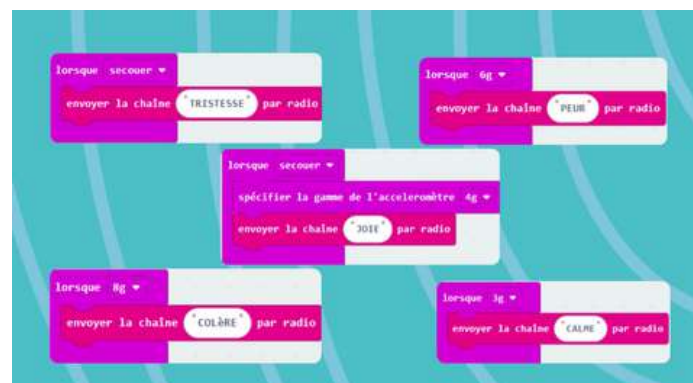 lorsque secouer
envoyer la chaîne "TRISTESSE" par radio
lorsque 6g
envoyer la chaîne "PEUR" par radio
lorsque secouer
spécifier la gamme de l'acceleromètre 4g
envoyer la chaîne "JOIE" par radio
lorsque 8g
envoyer la chaîne "COLèRE" par radio
lorsque 3g
envoyer la chaîne "CALME" par radio